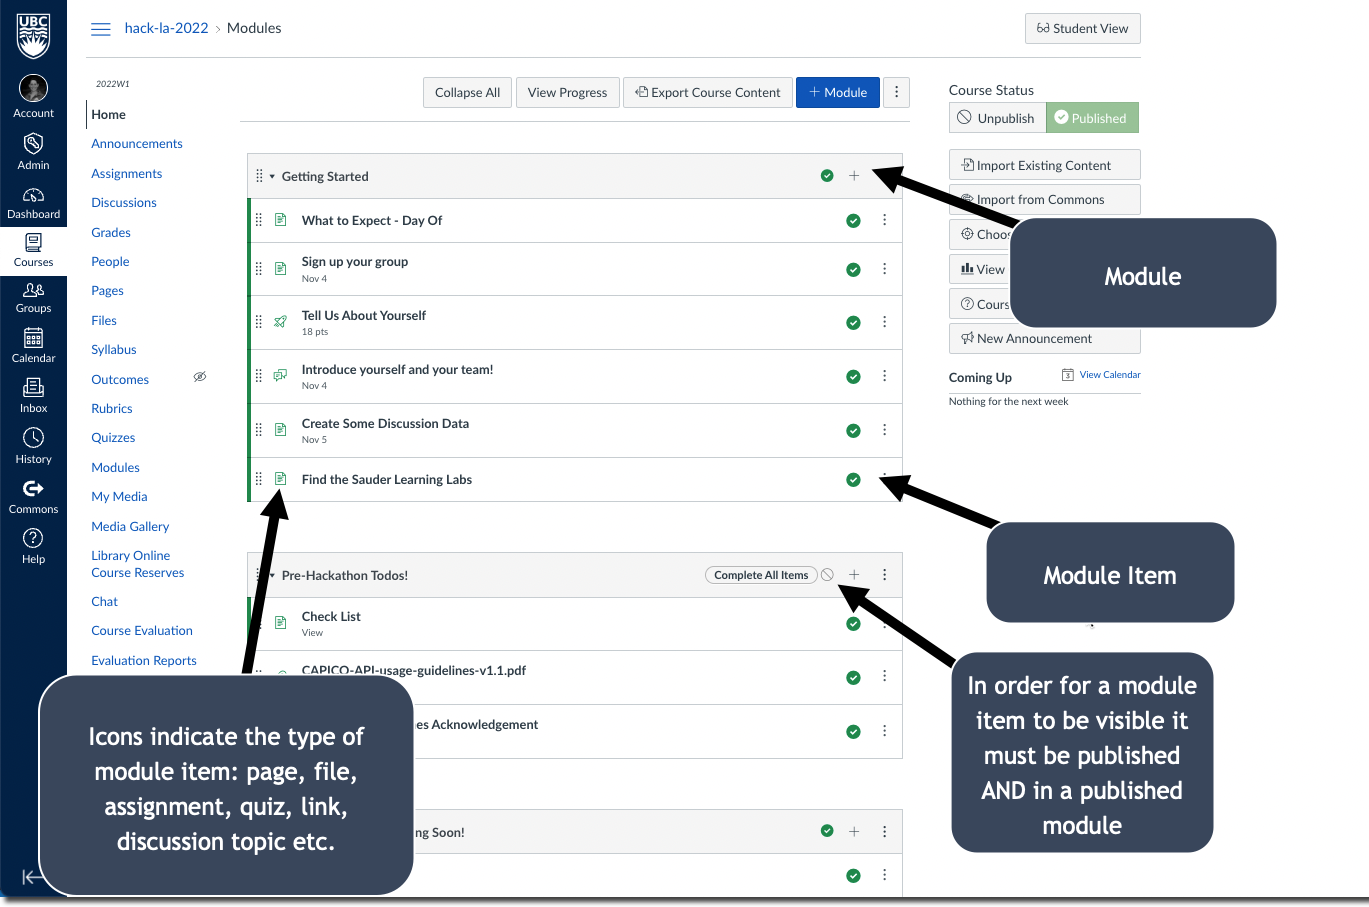 UBC
hack-la-2022 › Modules
Student View
Account
Admin
Dashboard
Courses
Groups
Calendar
Inbox
History
Commons
Help
2022W1
Home
Announcements
Assignments
Discussions
Grades
People
Pages
Files
Syllabus
Outcomes
Rubrics
Quizzes
Modules
My Media
Media Gallery
Library Online
Course Reserves
Chat
Course Evaluation
Evaluation Reports
Collapse All
View Progress
Export Course Content
+ Module
Getting Started
What to Expect - Day Of
Sign up your group
Nov 4
Tell Us About Yourself
18 pts
Introduce yourself and your team!
Nov 4
Create Some Discussion Data
Nov 5
Find the Sauder Learning Labs
Pre-Hackathon Todos!
Complete All Items
Check List
View
CAPICO-API-usage-guidelines-v1.1.pdf
es Acknowledgement
ng Soon!
Course Status
Unpublish
Published
Import Existing Content
Import from Commons
Choo
View
Cours
New Announcement
Coming Up
3
View Calendar
Nothing for the next week
Module
Module Item
In order for a module
item to be visible it
must be published
AND in a published
module
Icons indicate the type of
module item: page, file,
assignment, quiz, link,
discussion topic etc.